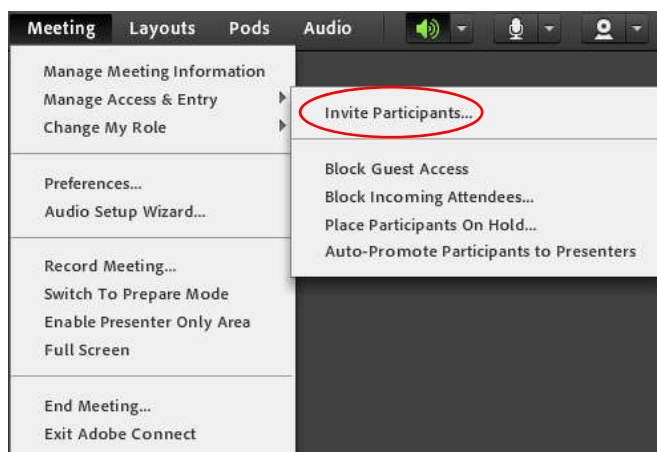 Meeting Layouts Pods Audio
Manage Meeting Information
Manage Access & Entry
Change My Role
Preferences...
Audio Setup Wizard...
Record Meeting...
Switch To Prepare Mode
Enable Presenter Only Area
Full Screen
End Meeting...
Exit Adobe Connect
Invite Participants...
Block Guest Access
Block Incoming Attendees...
Place Participants On Hold...
Auto-Promote Participants to Presenters